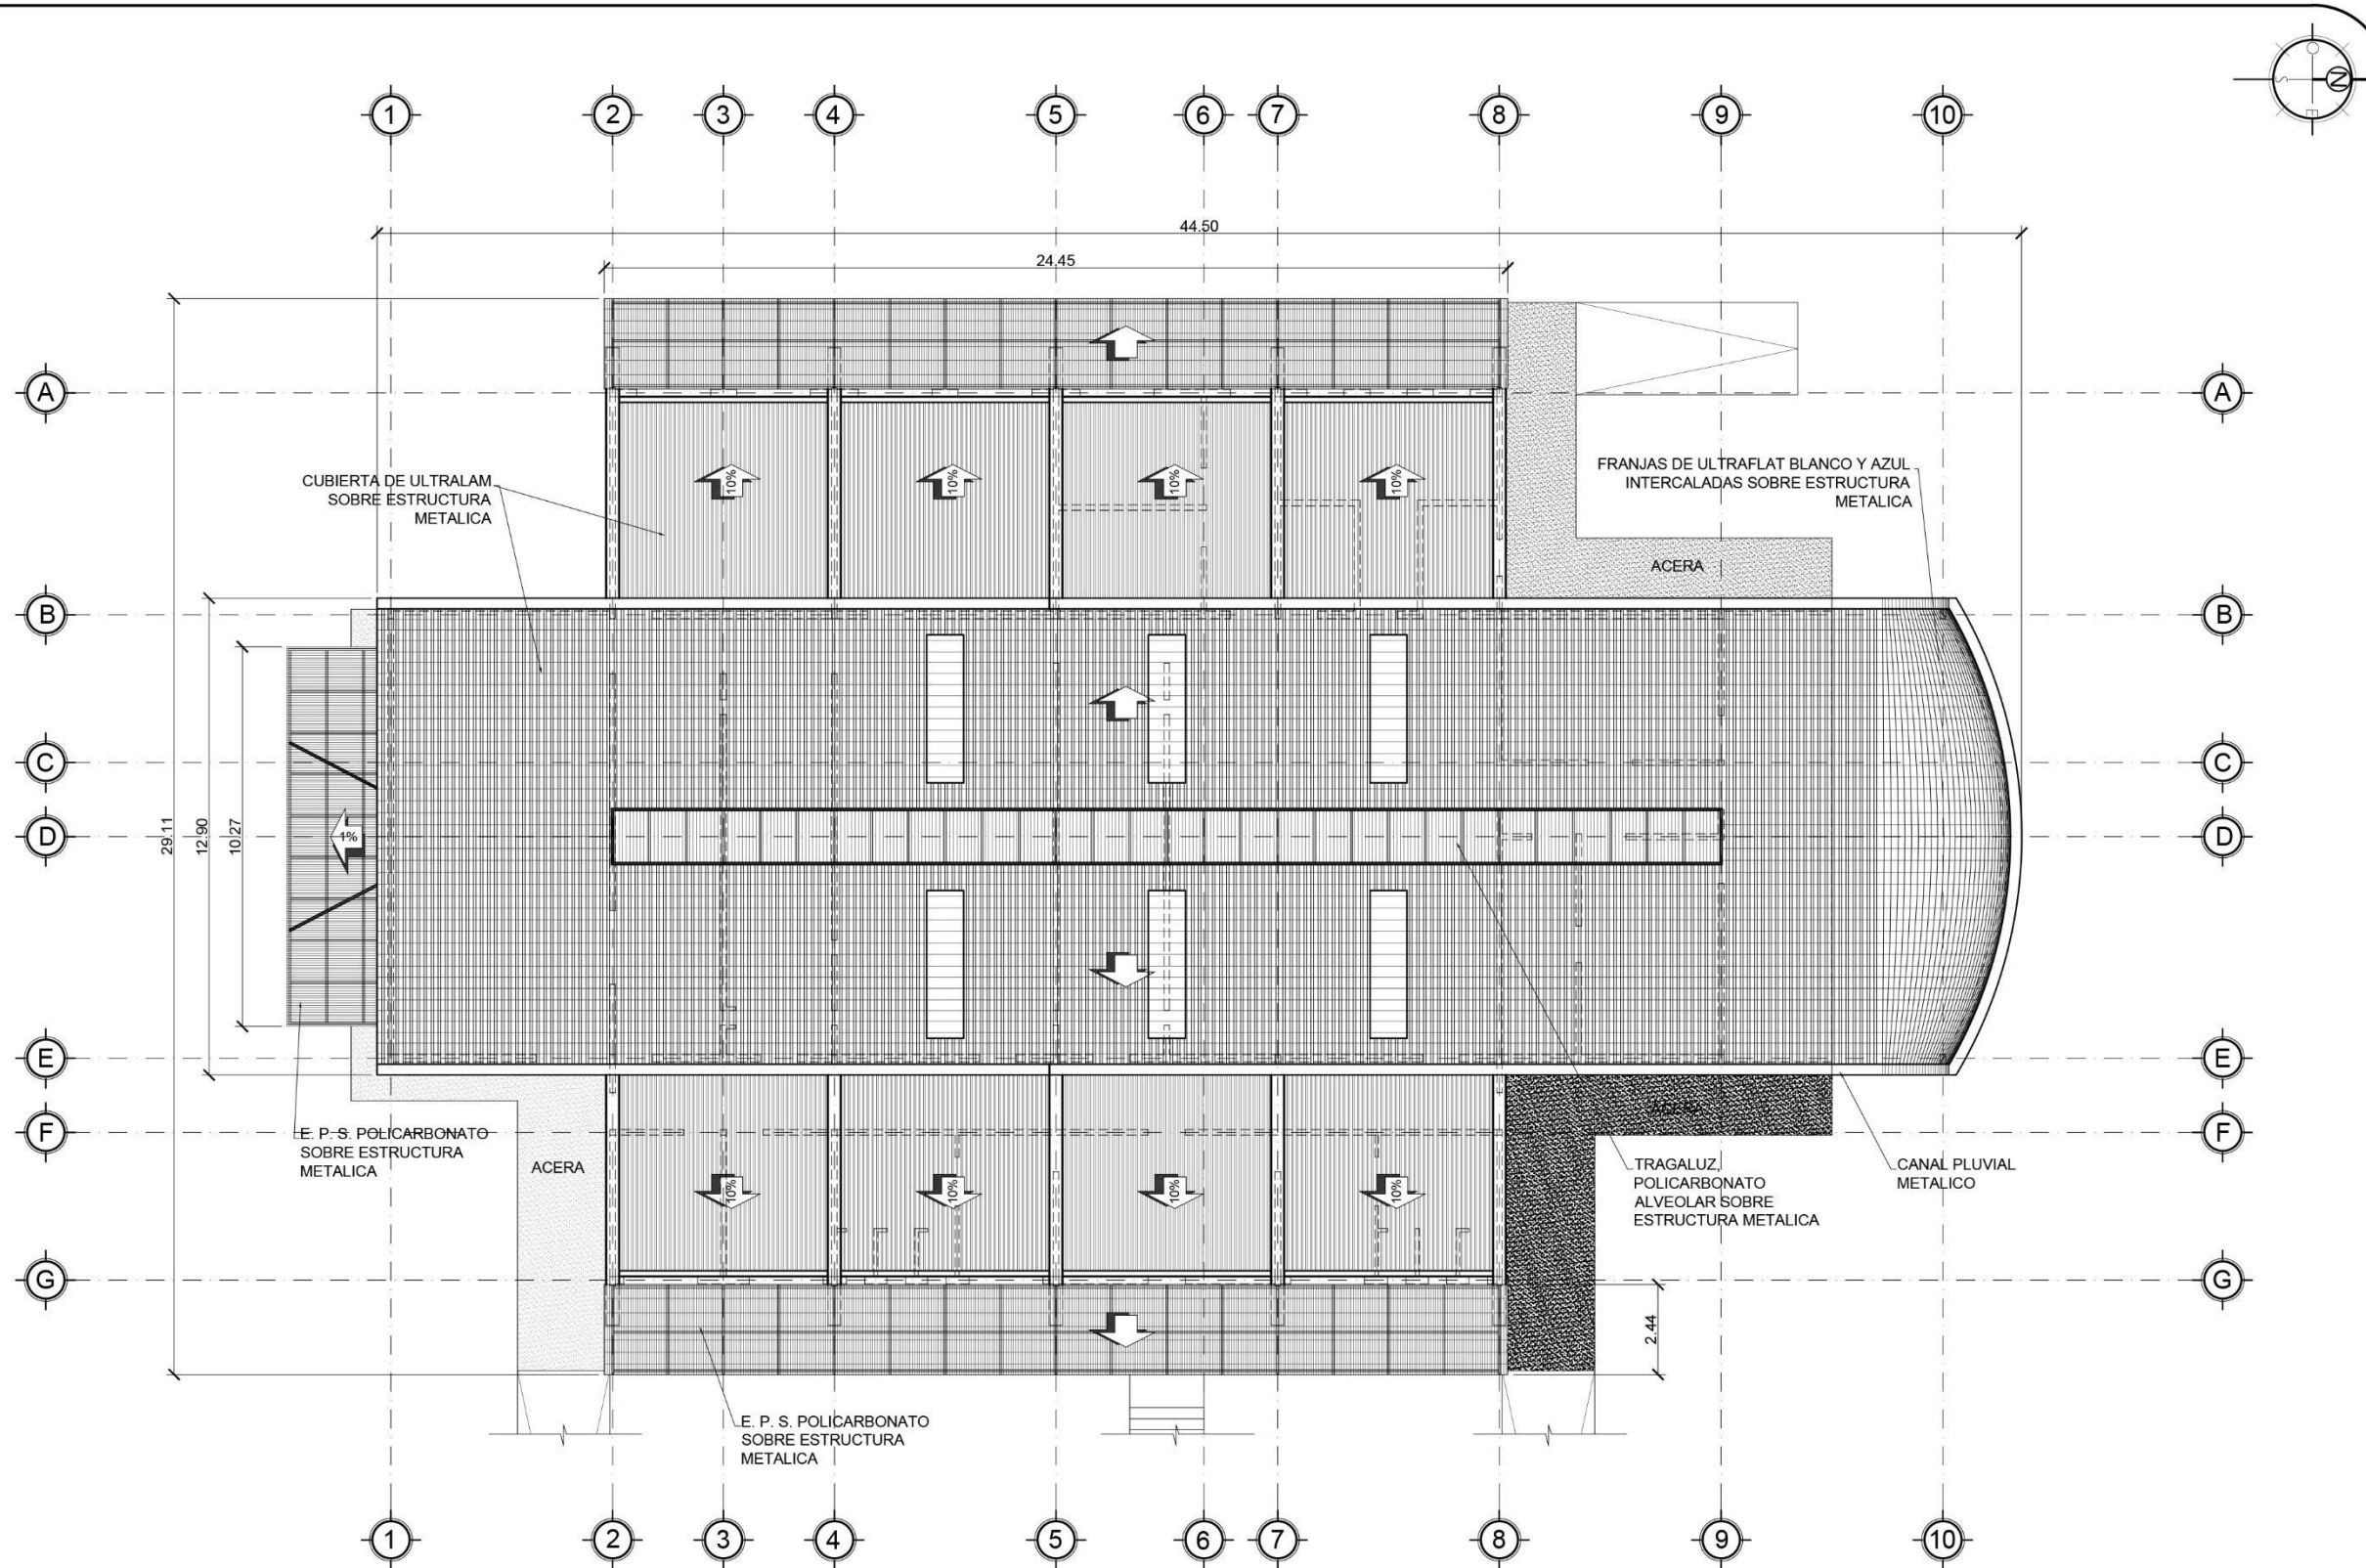 O
S
N
E
1
2
3
4
5
6
7
8
9
10
44.50
24.45
A
A
CUBIERTA DE ULTRALAM
SOBRE ESTRUCTURA
METALICA
10%
10%
10%
10%
FRANJAS DE ULTRAFLAT BLANCO Y AZUL
INTERCALADAS SOBRE ESTRUCTURA
METALICA
ACERA
B
B
C
C
29.11
12.90
10.27
1%
D
D
E
E
ACERA
F
F
E. P. S. POLICARBONATO
SOBRE ESTRUCTURA
METALICA
ACERA
10%
10%
10%
10%
TRAGALUZ,
POLICARBONATO
ALVEOLAR SOBRE
ESTRUCTURA METALICA
CANAL PLUVIAL
METALICO
G
G
2.44
E. P. S. POLICARBONATO
SOBRE ESTRUCTURA
METALICA
1
2
3
4
5
6
7
8
9
10